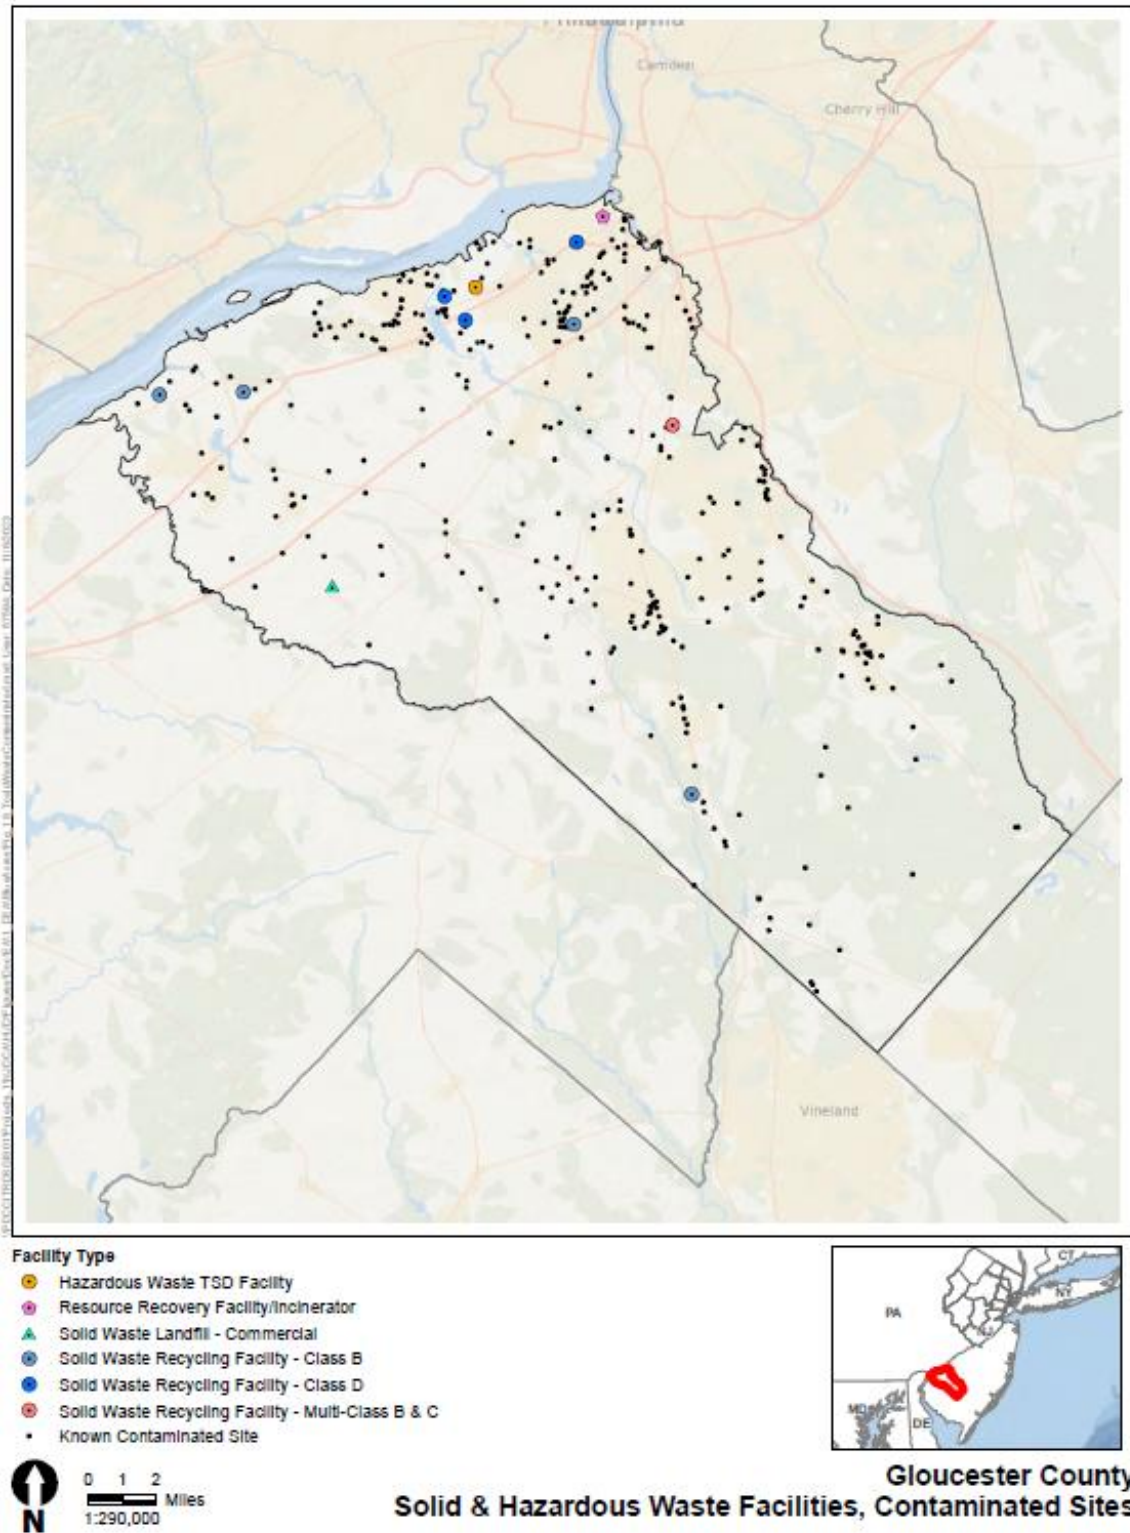 Philadelphia
Camden
Cherry Hill
Vineland
Facility Type
Hazardous Waste TSD Facility
Resource Recovery Facility/Incinerator
Solid Waste Landfill - Commercial
Solid Waste Recycling Facility - Class B
Solid Waste Recycling Facility - Class D
Solid Waste Recycling Facility - Multi-Class B & C
Known Contaminated Site
N
0 1 2
Miles
1:290,000
CT
NY
PA
NJ
MD
DE
Gloucester County
Solid & Hazardous Waste Facilities, Contaminated Sites